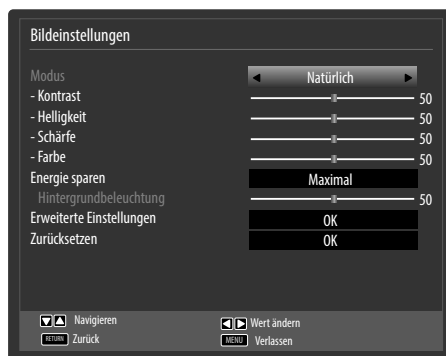 Bildeinstellungen
Modus Natürlich
- Kontrast 50
- Helligkeit 50
- Schärfe 50
- Farbe 50
Energie sparen Maximal
Hintergrundbeleuchtung 50
Erweiterte Einstellungen OK
Zurücksetzen OK
Navigieren Wert ändern
RETURN Zurück MENU Verlassen